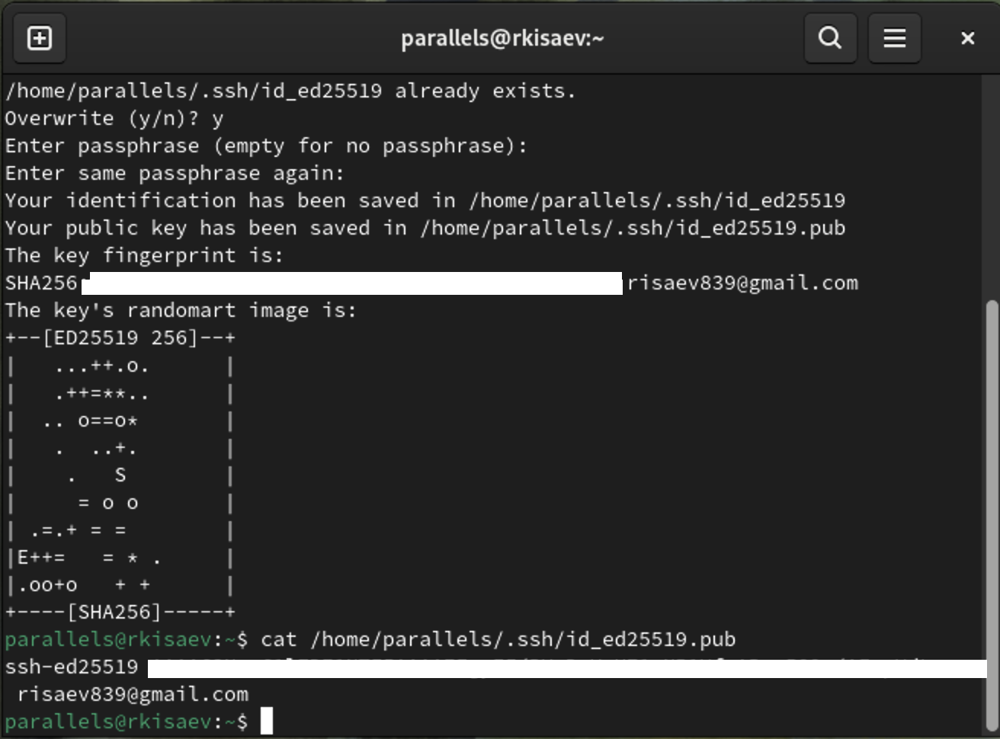 parallels@rkisaev:~
/home/parallels/.ssh/id_ed25519 already exists.
Overwrite (y/n)? y
Enter passphrase (empty for no passphrase):
Enter same passphrase again:
Your identification has been saved in /home/parallels/.ssh/id_ed25519
Your public key has been saved in /home/parallels/.ssh/id_ed25519.pub
The key fingerprint is:
SHA256 risaev839@gmail.com
The key's randomart image is:
+--[ED25519 256]--+
|   ...++.o.      |
|   .++=**..      |
|  .. o==o*       |
|   .  ..+.       |
|    .   S        |
|     = o o       |
| .=.+ = =        |
|E++=   = * .     |
|.oo+o   + +      |
+----[SHA256]-----+
parallels@rkisaev:~$ cat /home/parallels/.ssh/id_ed25519.pub
ssh-ed25519
 risaev839@gmail.com
parallels@rkisaev:~$